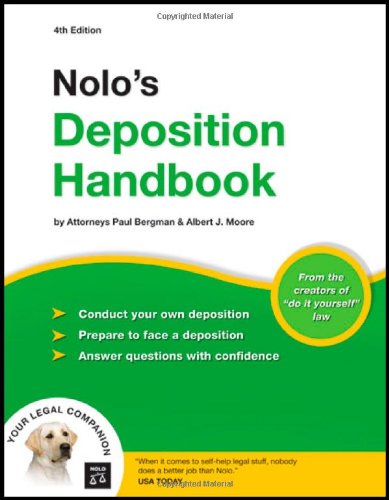 Copyrighted Material
4th Edition
Nolo's
Deposition
Handbook
by Attorneys Paul Bergman & Albert J. Moore
From the
creators of
"do it yourself"
law
Conduct your own deposition
Prepare to face a deposition
Answer questions with confidence
YOUR LEGAL COMPANION
NOLO
"When it comes to self-help legal stuff, nobody
does a better job than Nolo."
USA TODAY
Copyrighted Material